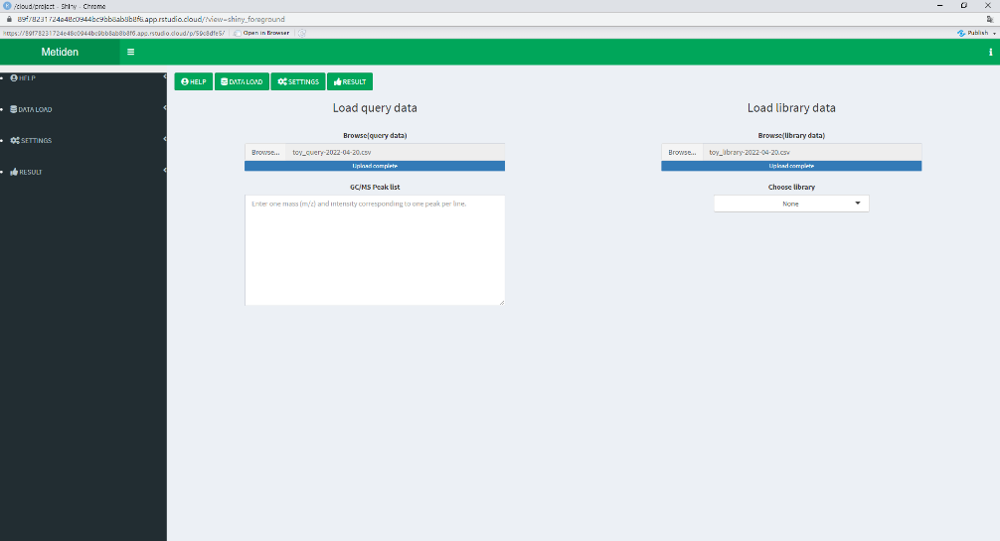 /cloud/project - Shiny - Chrome
89f78231724e48c0944bc9bb8ab8b8f6.app.rstudio.cloud/?view=shiny_foreground
https://89f78231724e48c0944bc9bb8ab8b8f6.app.rstudio.cloud/p/59c8dfe5/ Open in Browser Publish
Metiden
HELP
DATA LOAD
SETTINGS
RESULT
HELP DATA LOAD SETTINGS RESULT
Load query data
Browse(query data)
Browse... toy_query-2022-04-20.csv
Upload complete
GC/MS Peak list
Enter one mass (m/z) and intensity corresponding to one peak per line.
Load library data
Browse(library data)
Browse... toy_library-2022-04-20.csv
Upload complete
Choose library
None